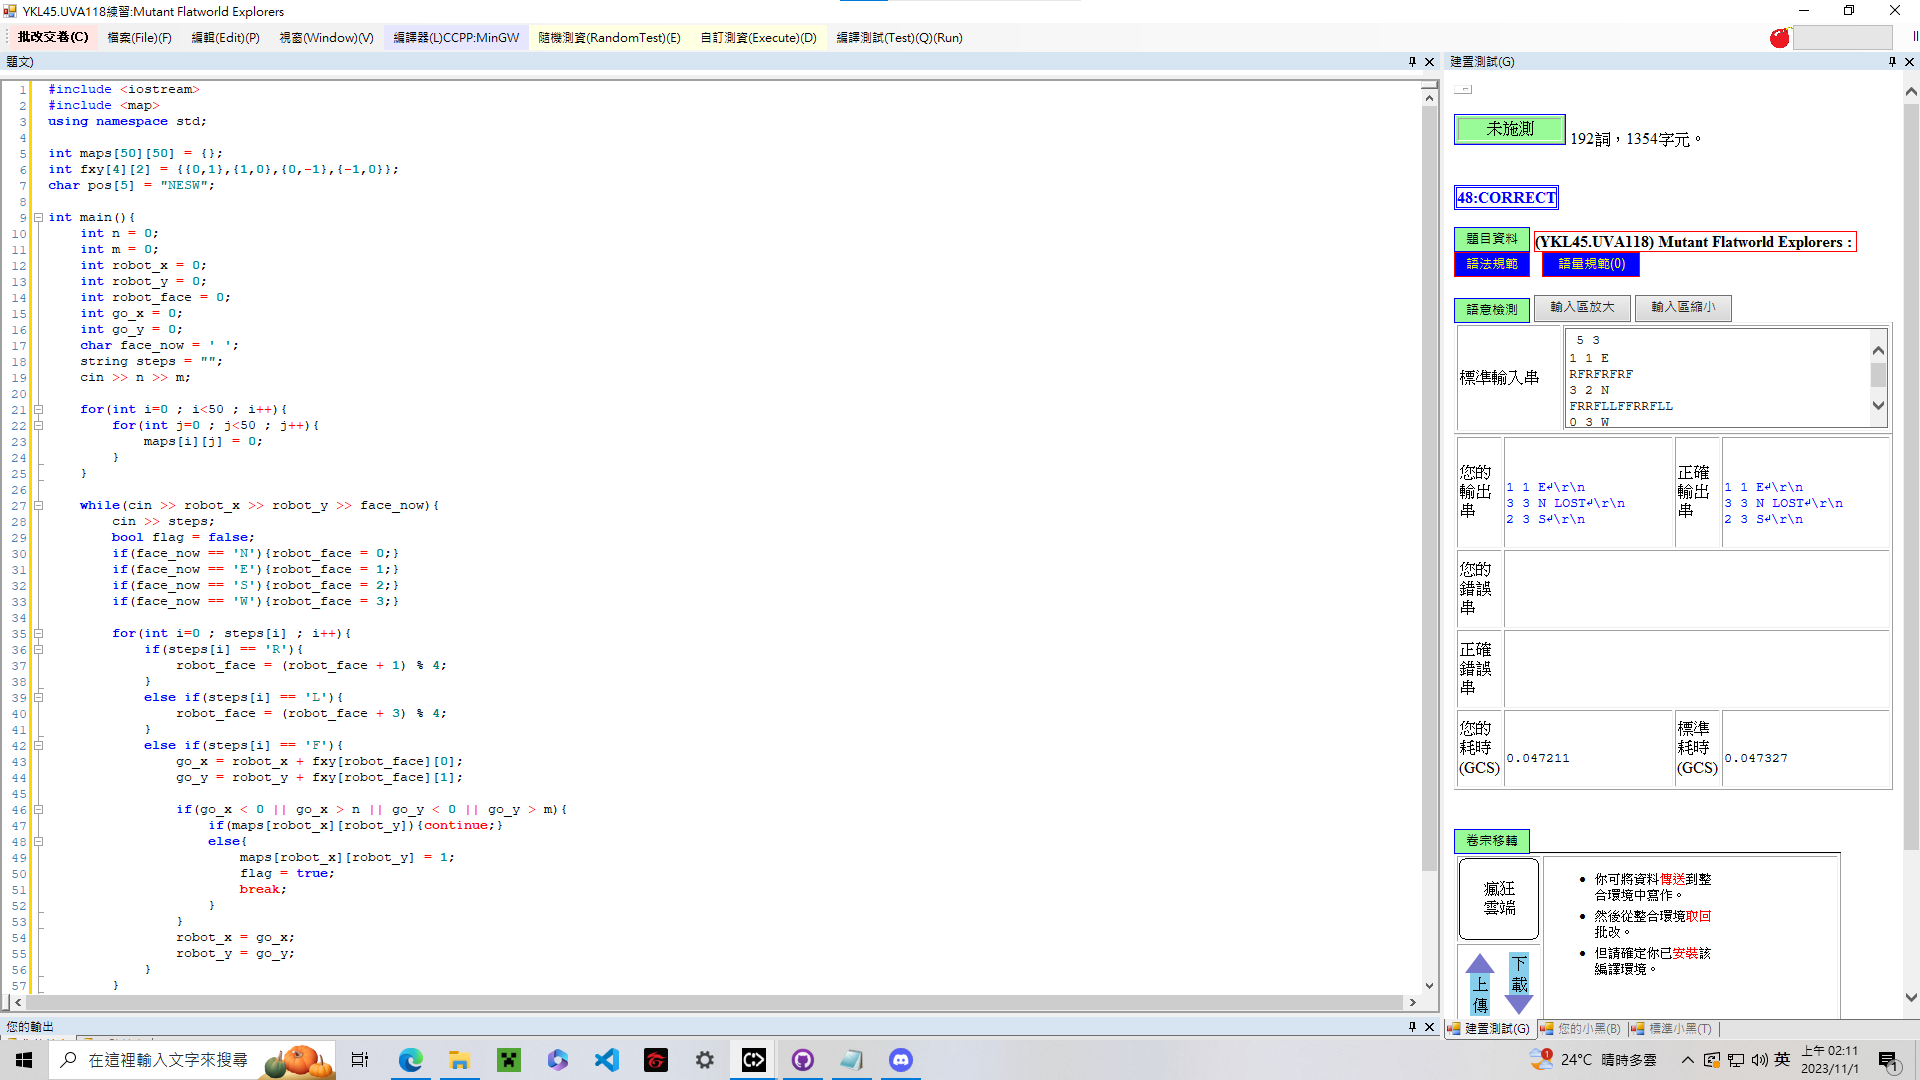 YKL45.UVA118練習:Mutant Flatworld Explorers
批改交卷(C) 檔案(File)(F) 編輯(Edit)(P) 視窗(Window)(V) 編譯器(L)CCPP:MinGW 隨機測資(RandomTest)(E) 自訂測資(Execute)(D) 編譯測試(Test)(Q)(Run)
題文)
1 #include <iostream>
2 #include <map>
3 using namespace std;
4
5 int maps[50][50] = {};
6 int fxy[4][2] = {{0,1},{1,0},{0,-1},{-1,0}};
7 char pos[5] = "NESW";
8
9 int main(){
10 int n = 0;
11 int m = 0;
12 int robot_x = 0;
13 int robot_y = 0;
14 int robot_face = 0;
15 int go_x = 0;
16 int go_y = 0;
17 char face_now = ' ';
18 string steps = "";
19 cin >> n >> m;
20
21 for(int i=0 ; i<50 ; i++){
22 for(int j=0 ; j<50 ; j++){
23 maps[i][j] = 0;
24 }
25 }
26
27 while(cin >> robot_x >> robot_y >> face_now){
28 cin >> steps;
29 bool flag = false;
30 if(face_now == 'N'){robot_face = 0;}
31 if(face_now == 'E'){robot_face = 1;}
32 if(face_now == 'S'){robot_face = 2;}
33 if(face_now == 'W'){robot_face = 3;}
34
35 for(int i=0 ; steps[i] ; i++){
36 if(steps[i] == 'R'){
37 robot_face = (robot_face + 1) % 4;
38 }
39 else if(steps[i] == 'L'){
40 robot_face = (robot_face + 3) % 4;
41 }
42 else if(steps[i] == 'F'){
43 go_x = robot_x + fxy[robot_face][0];
44 go_y = robot_y + fxy[robot_face][1];
45
46 if(go_x < 0 || go_x > n || go_y < 0 || go_y > m){
47 if(maps[robot_x][robot_y]){continue;}
48 else{
49 maps[robot_x][robot_y] = 1;
50 flag = true;
51 break;
52 }
53 }
54 robot_x = go_x;
55 robot_y = go_y;
56 }
57 }
您的輸出
建置測試(G)
未施測 192詞，1354字元。
48:CORRECT
題目資料 (YKL45.UVA118) Mutant Flatworld Explorers :
語法規範 語量規範(0)
語意檢測 輸入區放大 輸入區縮小
標準輸入串
5 3
1 1 E
RFRFRFRF
3 2 N
FRRFLLFFRRFLL
0 3 W
您的輸出串
1 1 E↵\r\n
3 3 N LOST↵\r\n
2 3 S↵\r\n
正確輸出串
1 1 E↵\r\n
3 3 N LOST↵\r\n
2 3 S↵\r\n
您的錯誤串
正確錯誤串
您的耗時(GCS) 0.047211 標準耗時(GCS) 0.047327
卷宗移轉
瘋狂雲端
上傳
下載
你可將資料傳送到整
合環境中寫作。
然後從整合環境取回
批改。
但請確定你已安裝該
編譯環境。
建置測試(G) 您的小黑(B) 標準小黑(T)
在這裡輸入文字來搜尋
1 24°C 晴時多雲 英 上午 02:11
2023/11/1 1